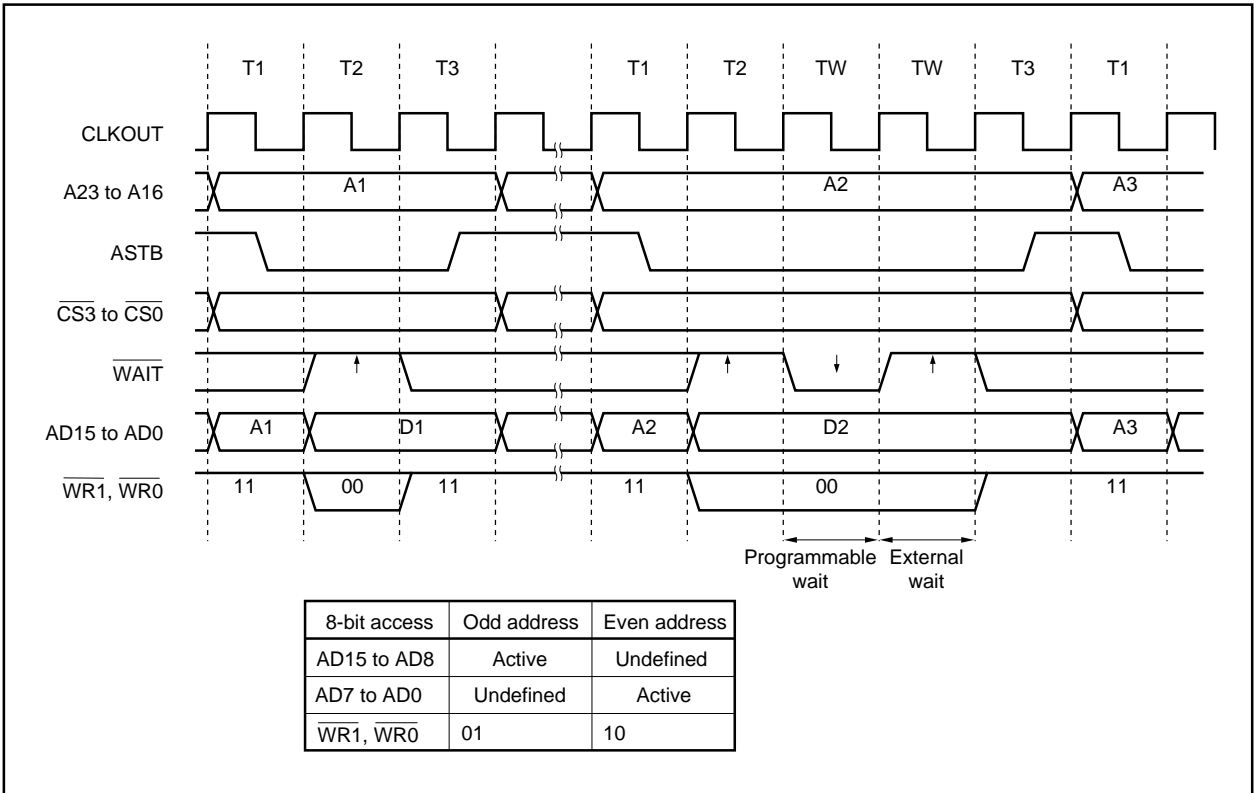 T1 T2 T3 T1 T2 TW TW T3 T1
CLKOUT
A23 to A16 A1 A2 A3
ASTB
CS3 to CS0
WAIT
AD15 to AD0 A1 D1 A2 D2 A3
WR1, WR0 11 00 11 11 00 11
Programmable wait External wait
8-bit access Odd address Even address
AD15 to AD8 Active Undefined
AD7 to AD0 Undefined Active
WR1, WR0 01 10